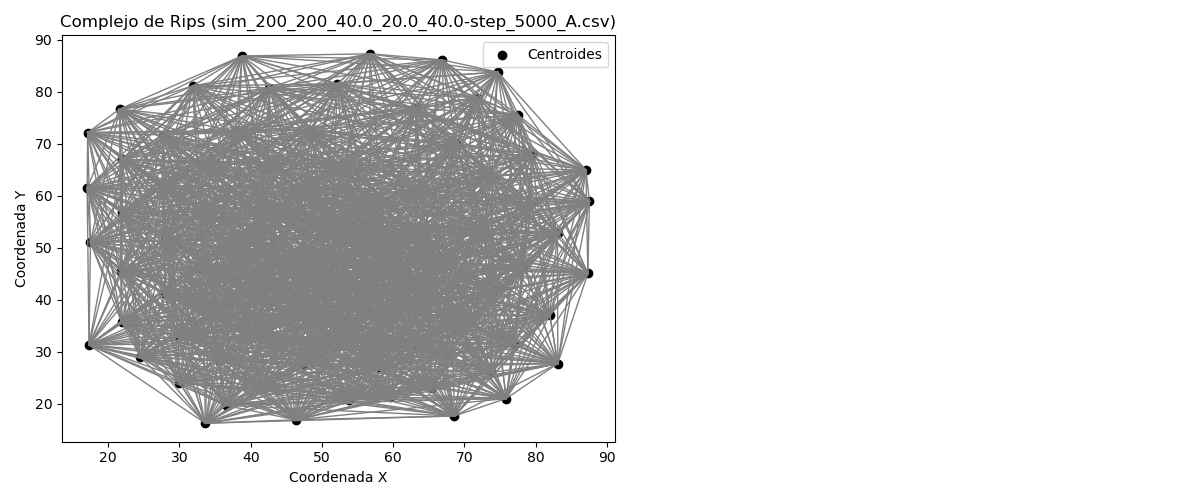 Complejo de Rips (sim_200_200_40.0_20.0_40.0-step_5000_A.csv)
Centroides
90
80
70
60
50
40
30
20
Coordenada Y
20 30 40 50 60 70 80 90
Coordenada X